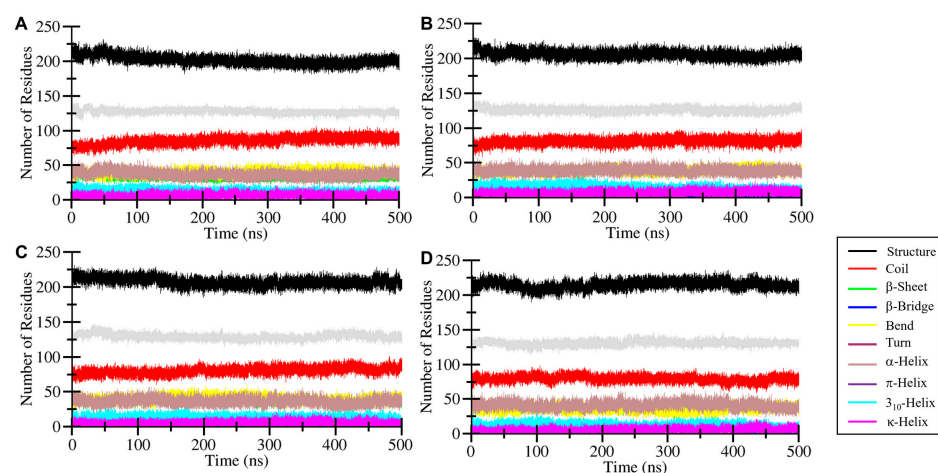 A
250
200
150
100
50
0
Number of Residues
0 100 200 300 400 500
Time (ns)
B
250
200
150
100
50
0
Number of Residues
0 100 200 300 400 500
Time (ns)
C
250
200
150
100
50
0
Number of Residues
0 100 200 300 400 500
Time (ns)
D
250
200
150
100
50
0
Number of Residues
0 100 200 300 400 500
Time (ns)
Structure
Coil
β-Sheet
β-Bridge
Bend
Turn
α-Helix
π-Helix
3₁₀-Helix
κ-Helix